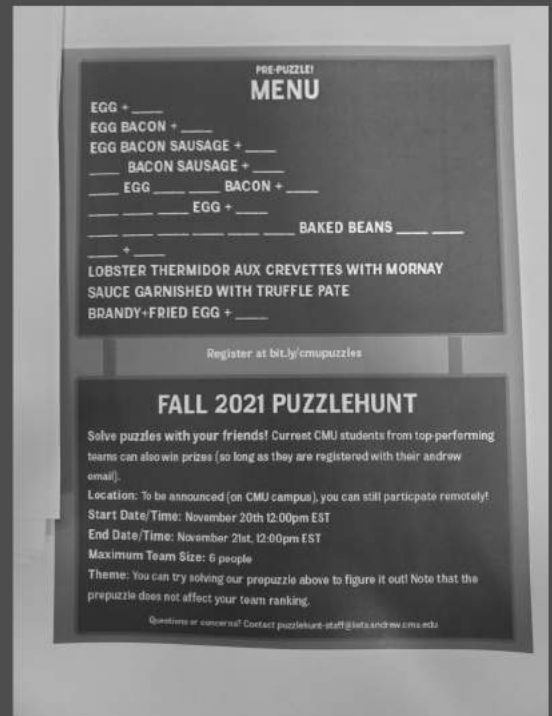 PRE-PUZZLE!
MENU
EGG + ____
EGG BACON + ____
EGG BACON SAUSAGE + ____
____ BACON SAUSAGE + ____
____ EGG ____ ____ BACON + ____
____ ____ ____ EGG + ____
____ ____ ____ ____ ____ ____ BAKED BEANS ____ ____
____ + ____
LOBSTER THERMIDOR AUX CREVETTES WITH MORNAY
SAUCE GARNISHED WITH TRUFFLE PATE
BRANDY+FRIED EGG + ____
Register at bit.ly/cmupuzzles
FALL 2021 PUZZLEHUNT
Solve puzzles with your friends! Current CMU students from top-performing
teams can also win prizes (so long as they are registered with their andrew
email).
Location: To be announced (on CMU campus), you can still particpate remotely!
Start Date/Time: November 20th 12:00pm EST
End Date/Time: November 21st, 12:00pm EST
Maximum Team Size: 6 people
Theme: You can try solving our prepuzzle above to figure it out! Note that the
prepuzzle does not affect your team ranking.
Questions or concerns? Contact puzzlehunt-staff@lists.andrew.cmu.edu